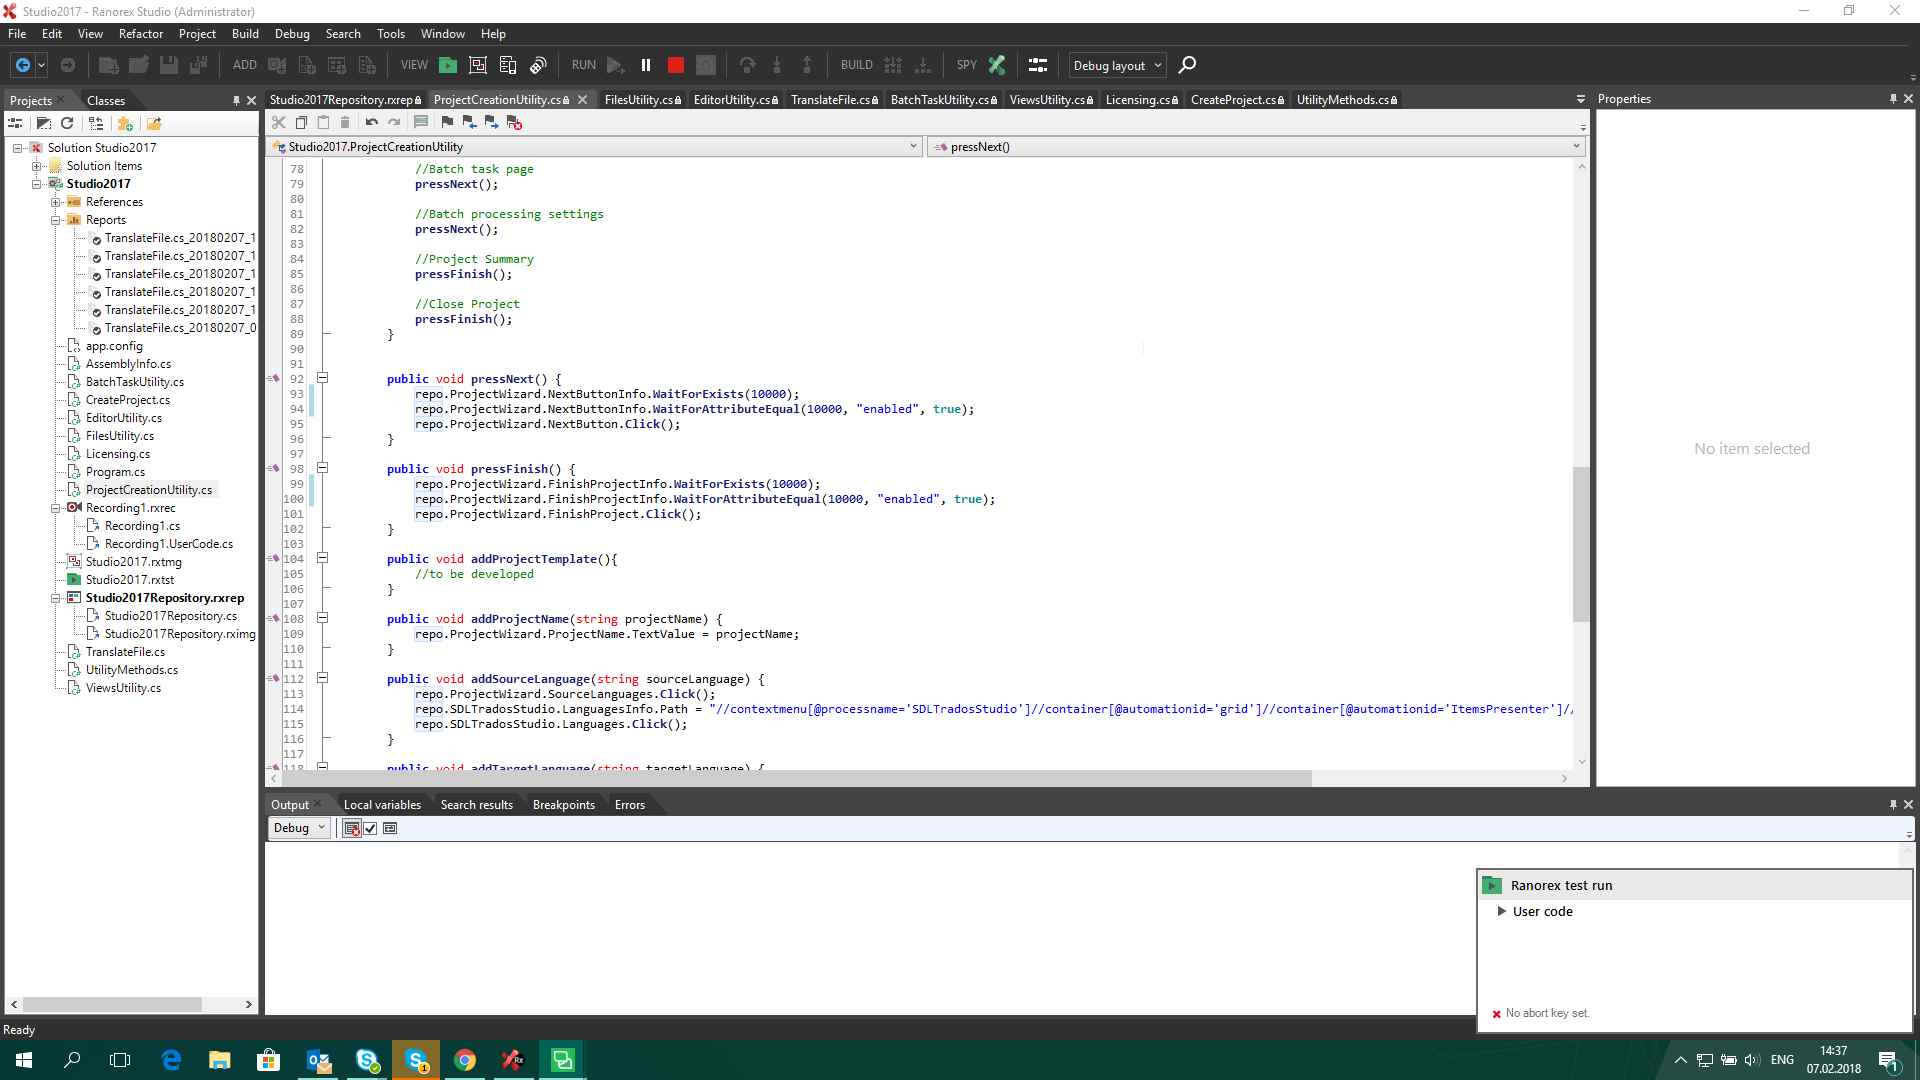 Studio2017 - Ranorex Studio (Administrator)
File Edit View Refactor Project Build Debug Search Tools Window Help
ADD VIEW RUN BUILD SPY Debug layout
Projects Classes
Studio2017Repository.rxrep ProjectCreationUtility.cs FilesUtility.cs EditorUtility.cs TranslateFile.cs BatchTaskUtility.cs ViewsUtility.cs Licensing.cs CreateProject.cs UtilityMethods.cs
Properties
Solution Studio2017
Solution Items
Studio2017
References
Reports
TranslateFile.cs_20180207_1
TranslateFile.cs_20180207_1
TranslateFile.cs_20180207_1
TranslateFile.cs_20180207_1
TranslateFile.cs_20180207_1
TranslateFile.cs_20180207_0
app.config
AssemblyInfo.cs
BatchTaskUtility.cs
CreateProject.cs
EditorUtility.cs
FilesUtility.cs
Licensing.cs
Program.cs
ProjectCreationUtility.cs
Recording1.rxrec
Recording1.cs
Recording1.UserCode.cs
Studio2017.rxtmg
Studio2017.rxtst
Studio2017Repository.rxrep
Studio2017Repository.cs
Studio2017Repository.rximg
TranslateFile.cs
UtilityMethods.cs
ViewsUtility.cs
Studio2017.ProjectCreationUtility
pressNext()
78 //Batch task page
79 pressNext();
80
81 //Batch processing settings
82 pressNext();
83
84 //Project Summary
85 pressFinish();
86
87 //Close Project
88 pressFinish();
89 }
90
91
92 public void pressNext() {
93 repo.ProjectWizard.NextButtonInfo.WaitForExists(10000);
94 repo.ProjectWizard.NextButtonInfo.WaitForAttributeEqual(10000, "enabled", true);
95 repo.ProjectWizard.NextButton.Click();
96 }
97
98 public void pressFinish() {
99 repo.ProjectWizard.FinishProjectInfo.WaitForExists(10000);
100 repo.ProjectWizard.FinishProjectInfo.WaitForAttributeEqual(10000, "enabled", true);
101 repo.ProjectWizard.FinishProject.Click();
102 }
103
104 public void addProjectTemplate(){
105 //to be developed
106 }
107
108 public void addProjectName(string projectName) {
109 repo.ProjectWizard.ProjectName.TextValue = projectName;
110 }
111
112 public void addSourceLanguage(string sourceLanguage) {
113 repo.ProjectWizard.SourceLanguages.Click();
114 repo.SDLTradosStudio.LanguagesInfo.Path = "//contextmenu[@processname='SDLTradosStudio']//container[@automationid='grid']//container[@automationid='ItemsPresenter']//
115 repo.SDLTradosStudio.Languages.Click();
116 }
117
118 public void addTargetLanguage(string targetLanguage) {
No item selected
Output Local variables Search results Breakpoints Errors
Debug
Ranorex test run
User code
No abort key set.
Ready
ENG
14:37
07.02.2018
1
1